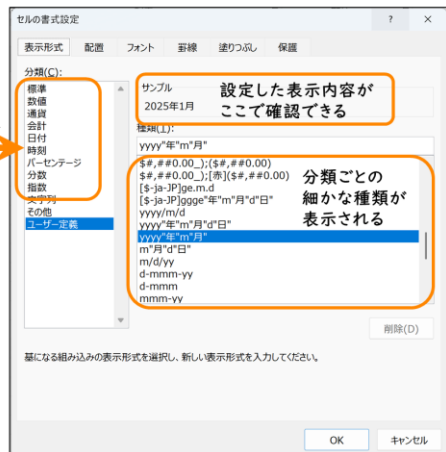 セルの書式設定 ? ×
表示形式 配置 フォント 罫線 塗りつぶし 保護
分類(C):
標準
数値
通貨
会計
日付
時刻
パーセンテージ
分数
指数
文字列
その他
ユーザー定義
サンプル
2025年1月
設定した表示内容が
ここで確認できる
種類(T):
yyyy"年"m"月"
$#,##0.00_);($#,##0.00)
$#,##0.00_);[赤]($#,##0.00)
[$-ja-JP]ge.m.d
[$-ja-JP]ggge"年"m"月"d"日"
yyyy/m/d
yyyy"年"m"月"d"日"
yyyy"年"m"月"
m"月"d"日"
m/d/yy
d-mmm-yy
d-mmm
mmm-yy
分類ごとの
細かな種類が
表示される
削除(D)
基になる組み込みの表示形式を選択し、新しい表示形式を入力してください。
OK キャンセル